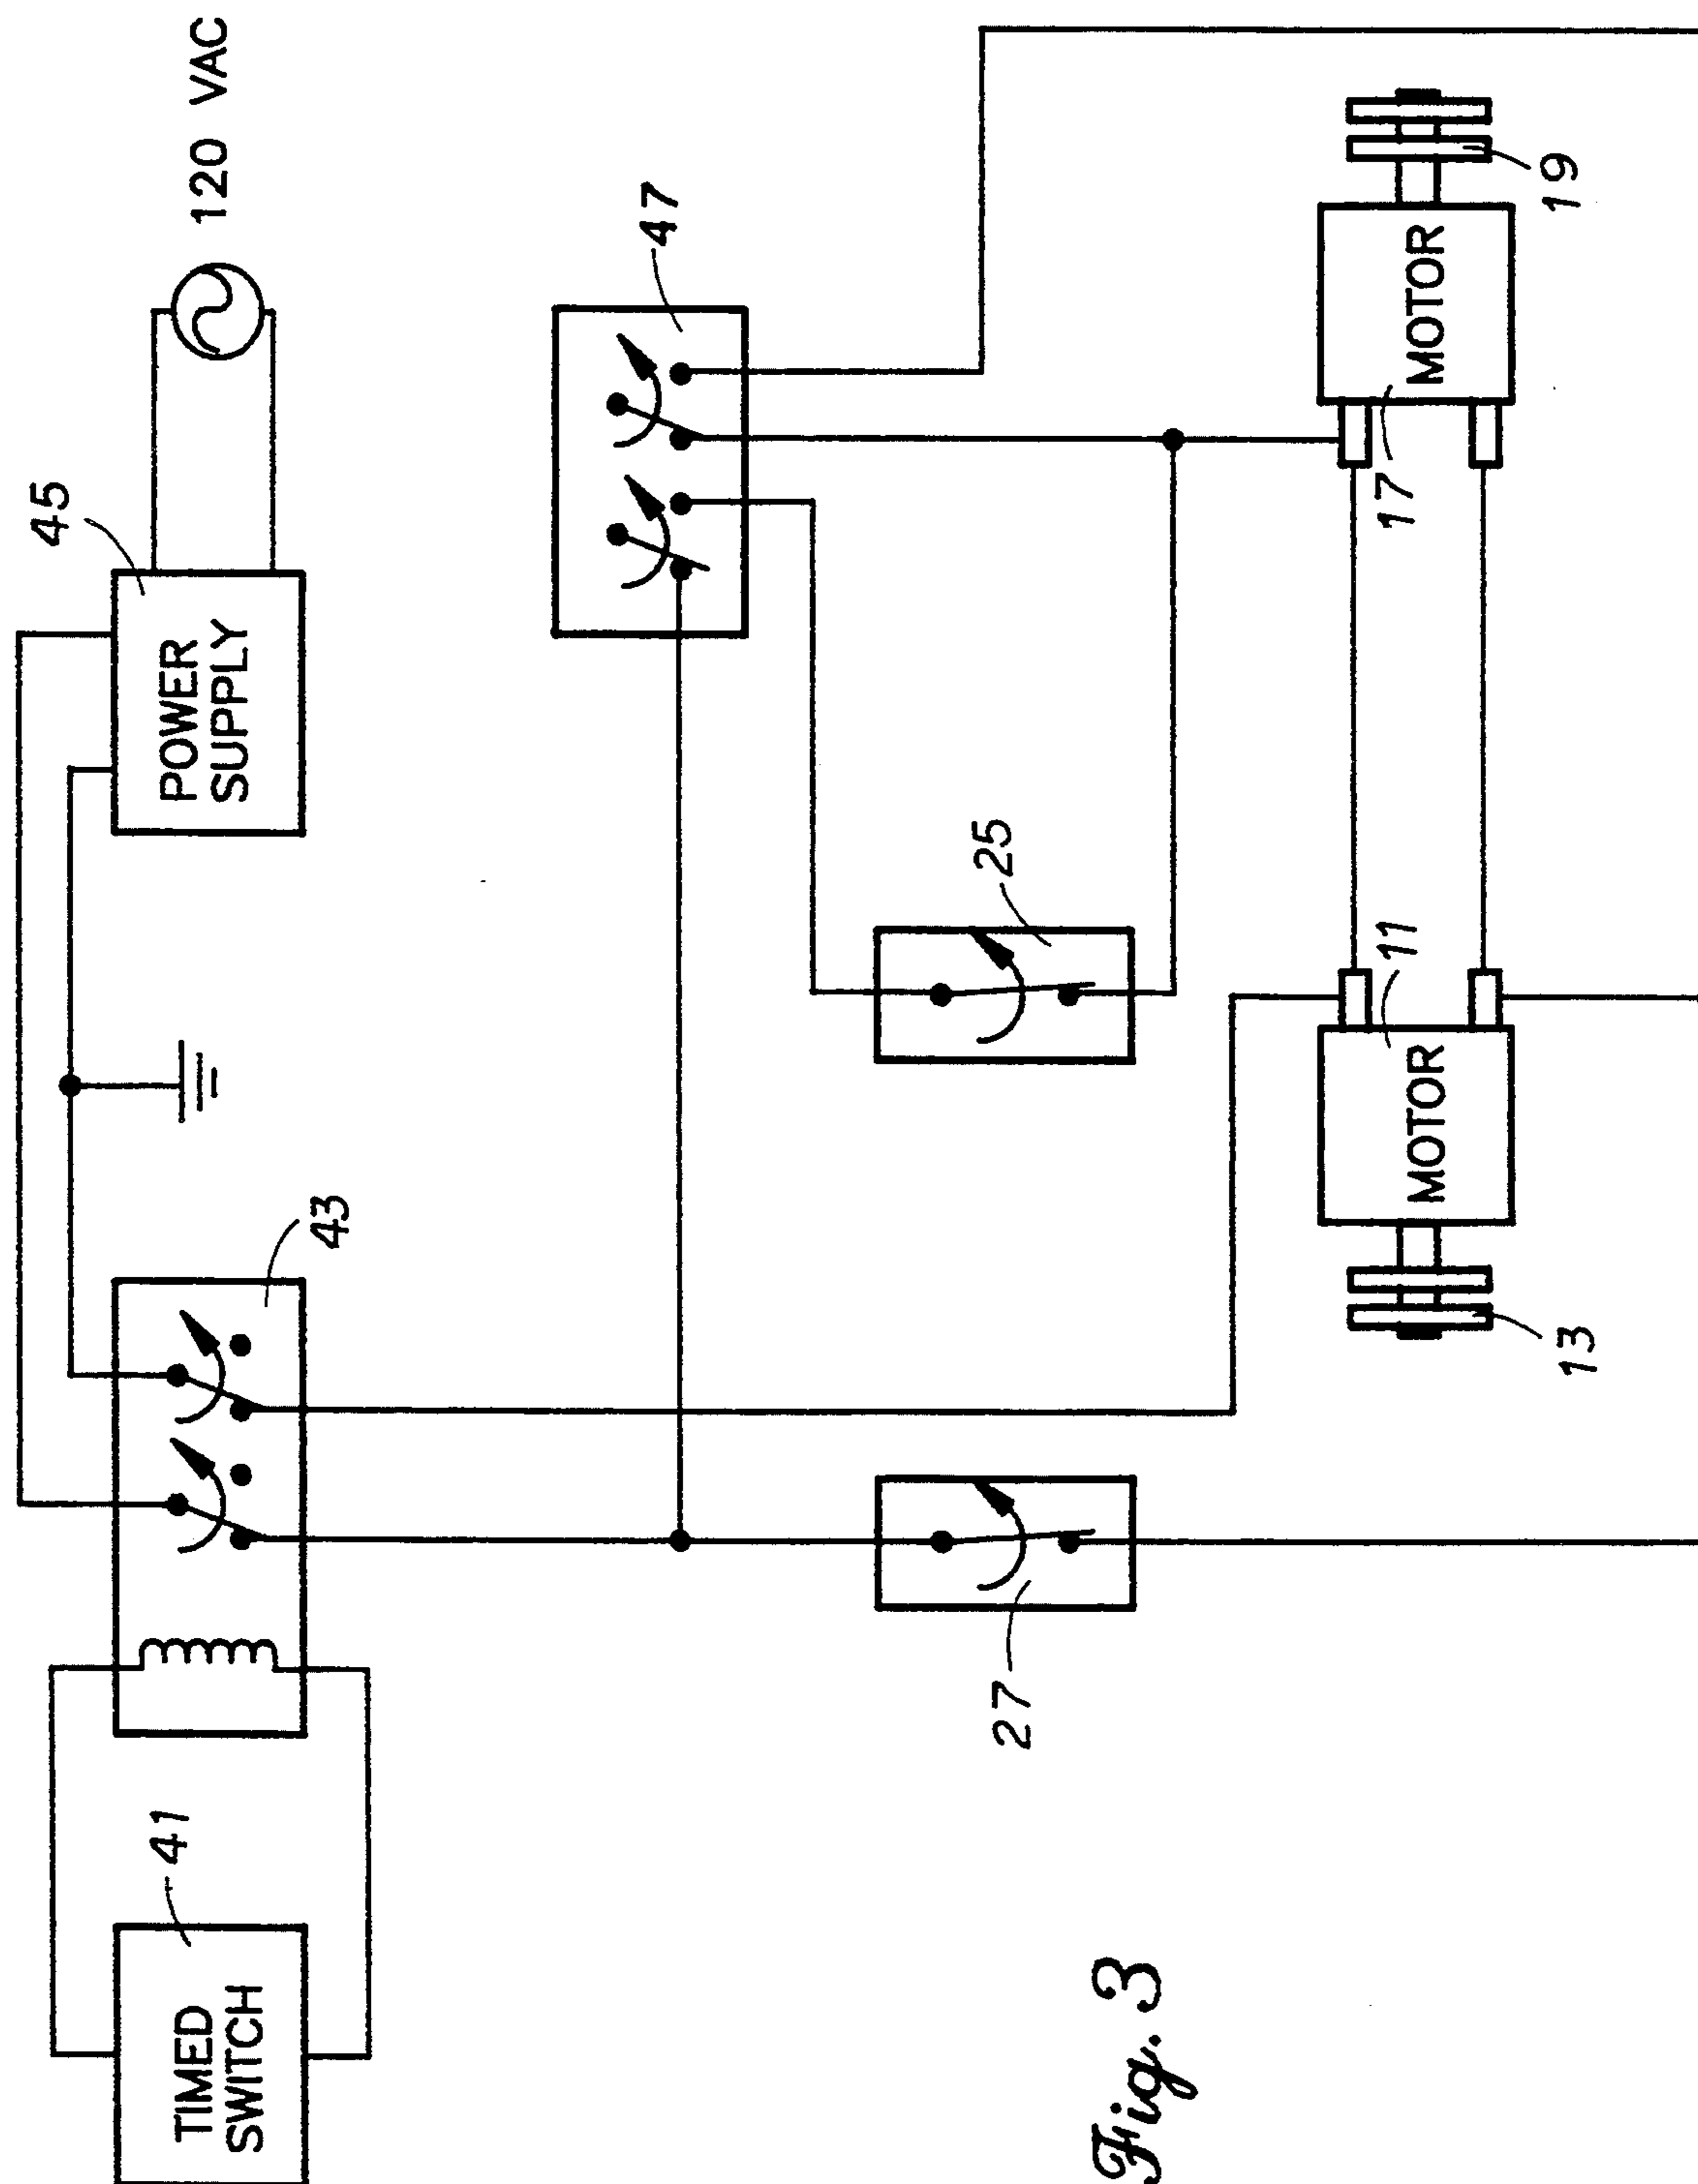 120 VAC
45
POWER
SUPPLY
47
43
41
TIMED
SWITCH
25
27
19
MOTOR
17
11
MOTOR
13
Fig. 3